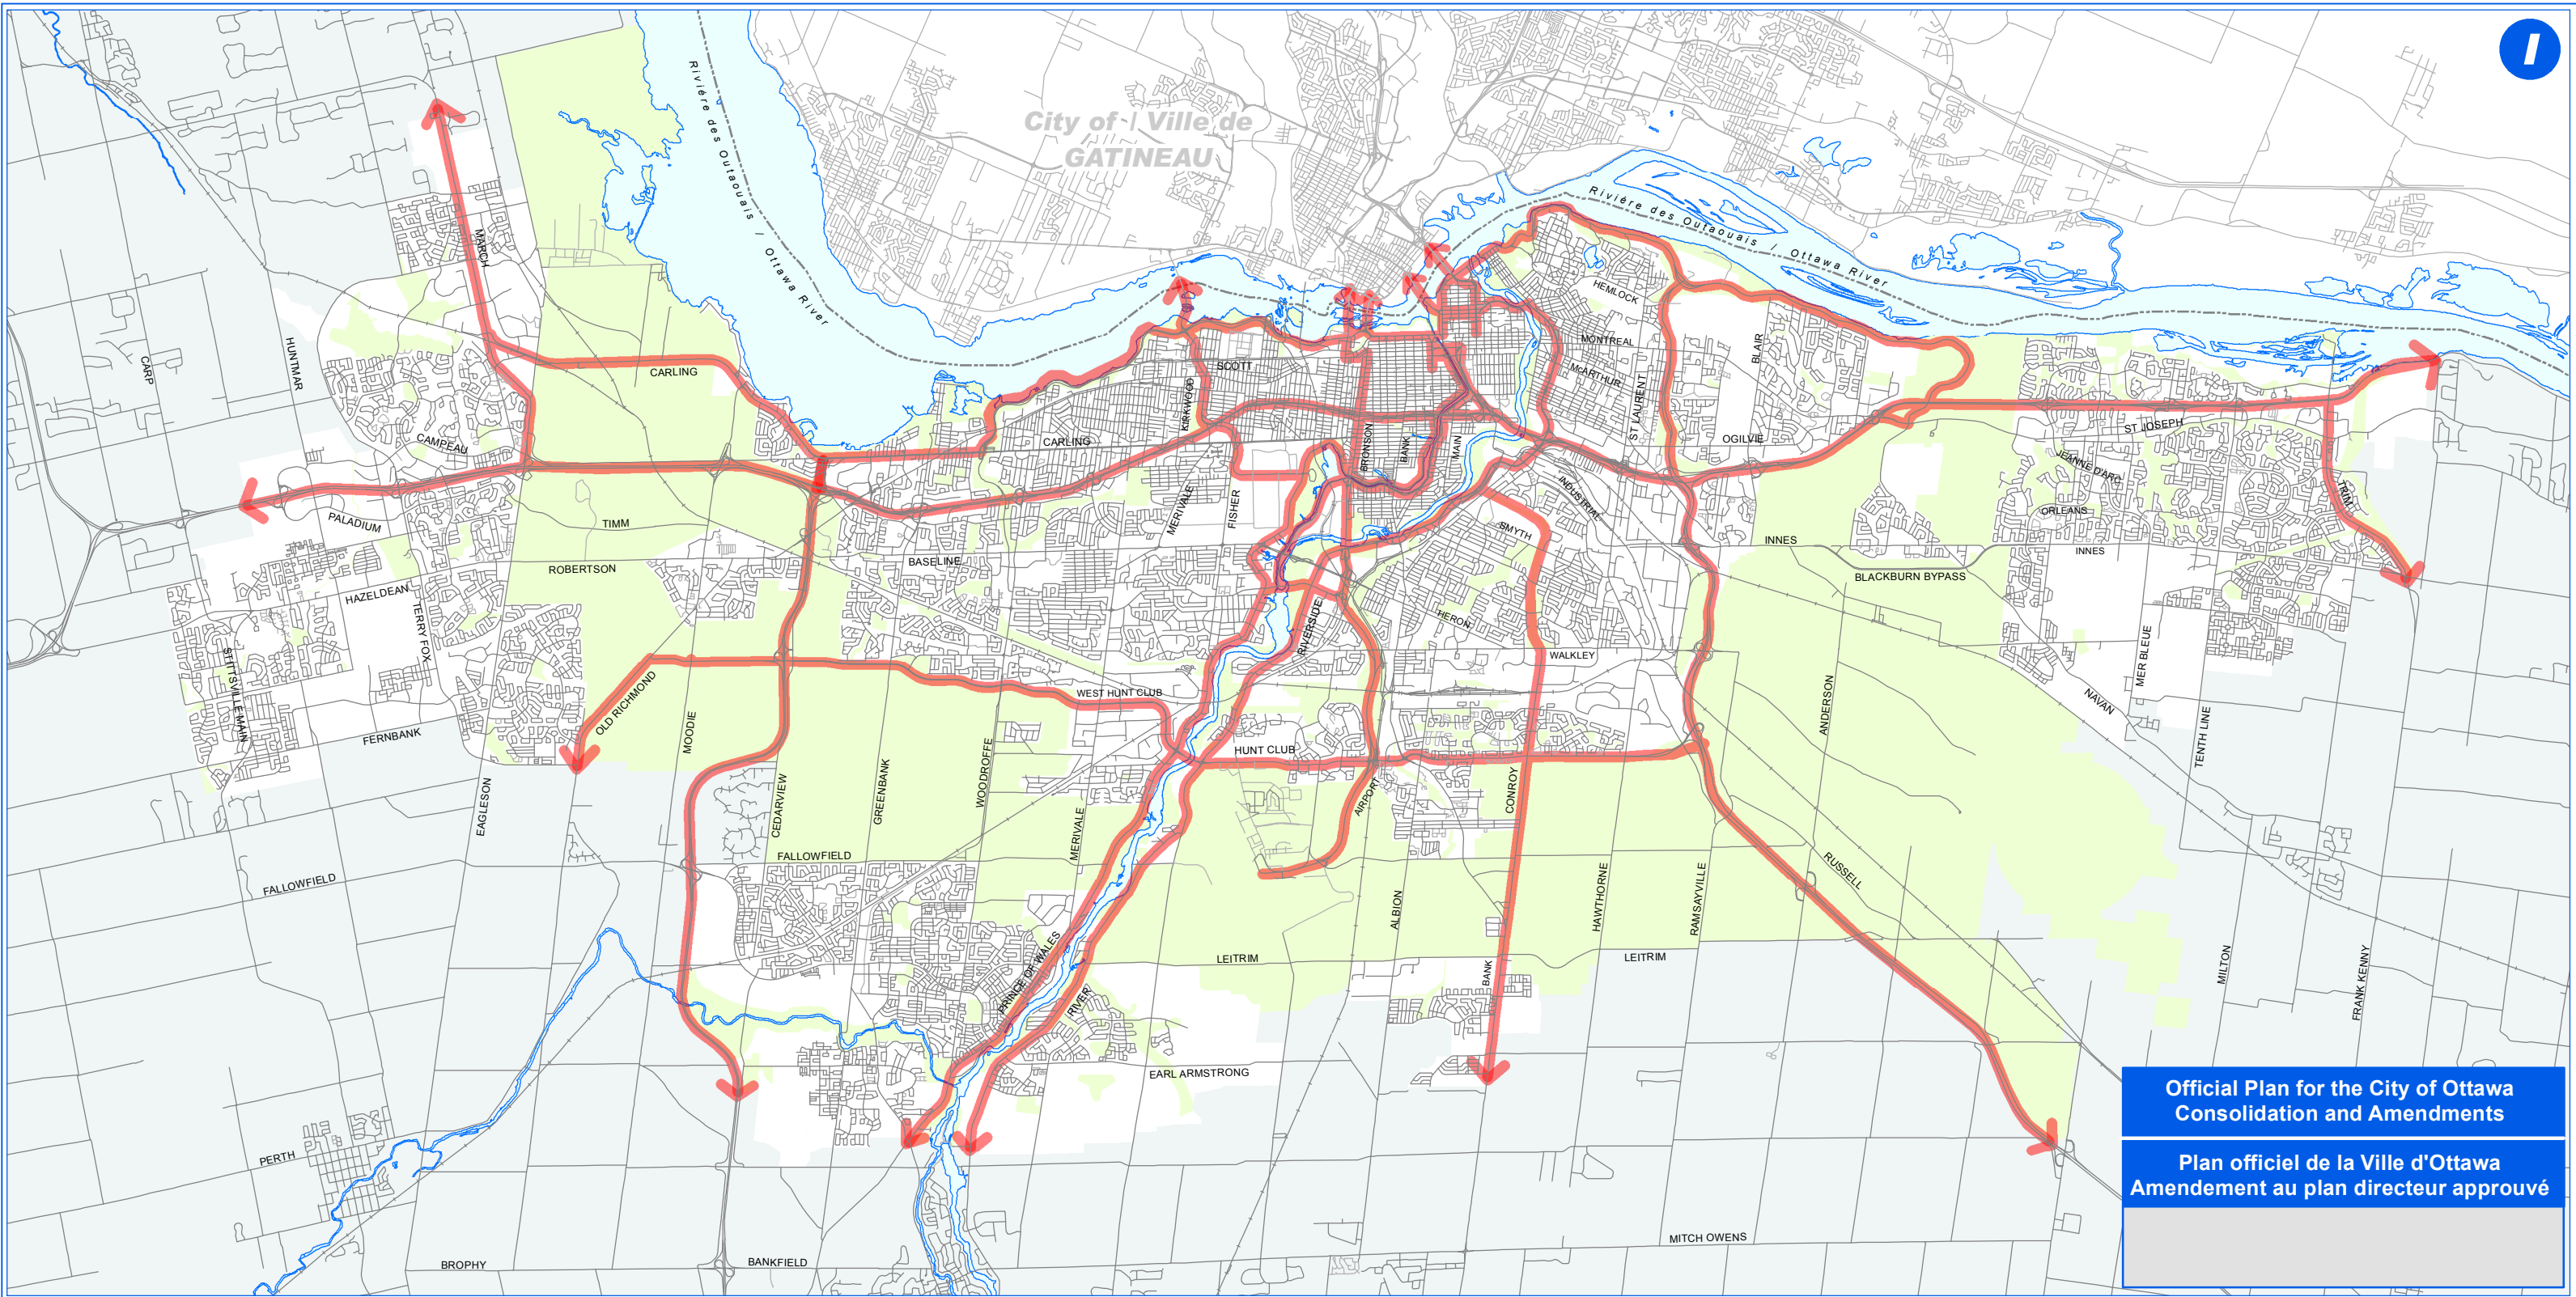 I
City of | Ville de
GATINEAU
Rivière des Outaouais / Ottawa River
Rivière des Outaouais / Ottawa River
MARCH
HEMLOCK
CARP
HUNTMAR
CARLING
SCOTT
MONTREAL
BLAIR
McARTHUR
KIRKWOOD
ST LAURENT
CAMPEAU
CARLING
BRONSON
BANK
MAIN
OGILVIE
ST JOSEPH
JEANNE D'ARC
PALADIUM
TIMM
MERIVALE
FISHER
INDUSTRIAL
SMYTH
ORLEANS
TRIM
INNES
INNES
BASELINE
ROBERTSON
BLACKBURN BYPASS
HAZELDEAN
TERRY FOX
HERON
RIVERSIDE
STITTSVILLE MAIN
WALKLEY
MER BLEUE
OLD RICHMOND
WEST HUNT CLUB
ANDERSON
NAVAN
FERNBANK
MOODIE
HUNT CLUB
TENTH LINE
EAGLESON
CEDARVIEW
GREENBANK
WOODROFFE
MERIVALE
AIRPORT
CONROY
FALLOWFIELD
FALLOWFIELD
ALBION
HAWTHORNE
RAMSAYVILLE
RUSSELL
PRINCE OF WALES
LEITRIM
LEITRIM
BANK
MILTON
FRANK KENNY
RIVER
EARL ARMSTRONG
PERTH
BROPHY
BANKFIELD
MITCH OWENS
Official Plan for the City of Ottawa
Consolidation and Amendments
Plan officiel de la Ville d'Ottawa
Amendement au plan directeur approuvé